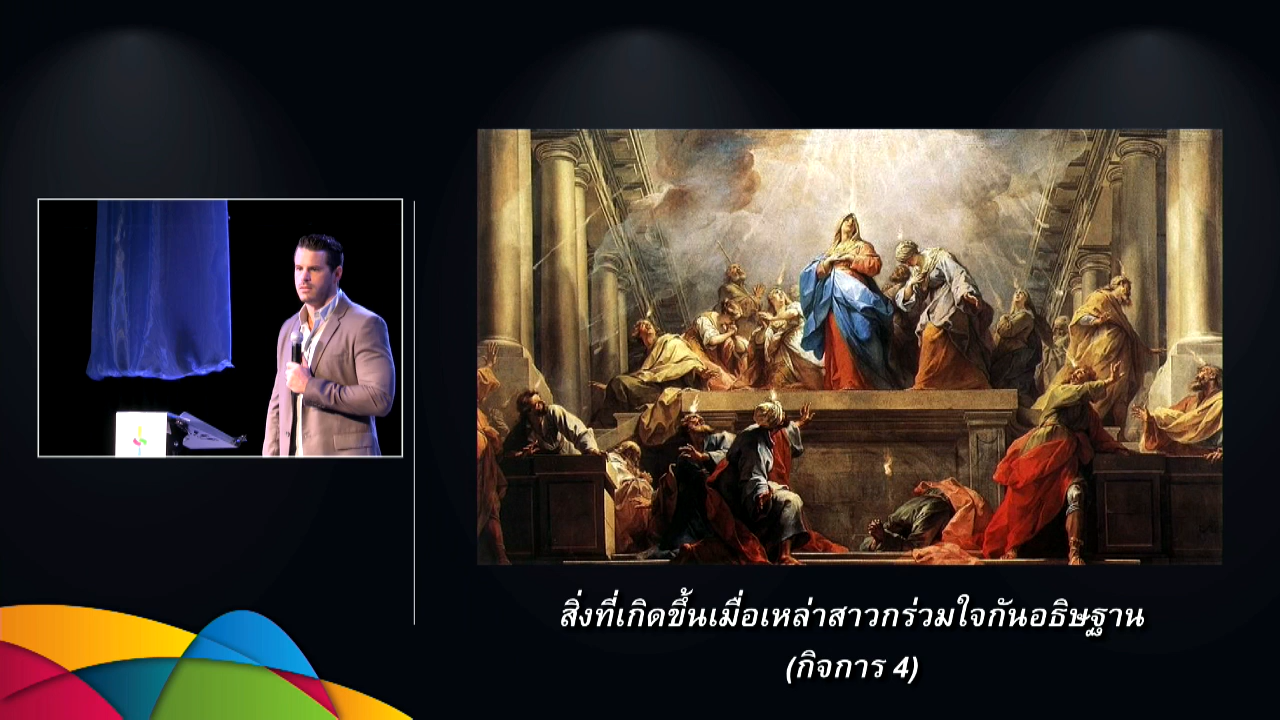 สิ่งที่เกิดขึ้นเมื่อเหล่าสาวกร่วมใจกันอธิษฐาน
(กิจการ 4)